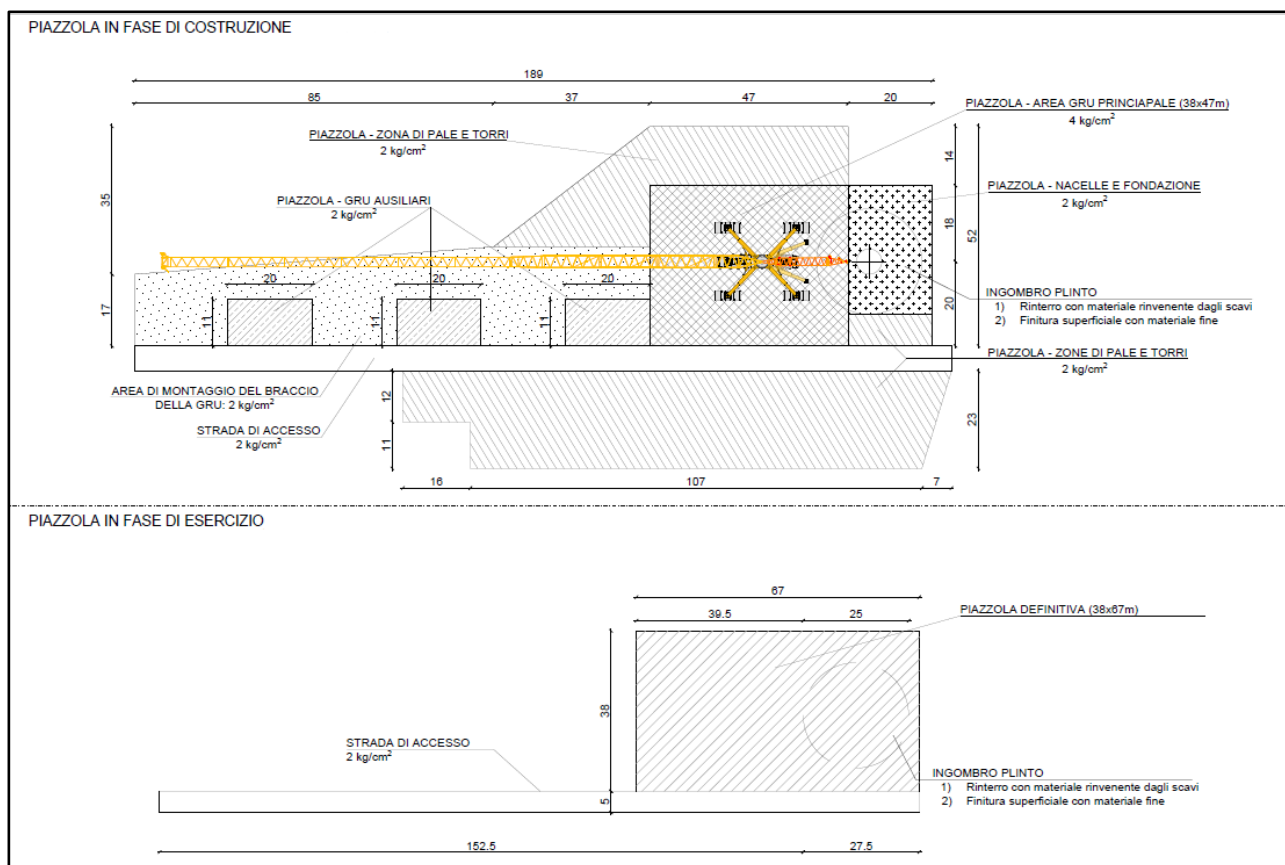 PIAZZOLA IN FASE DI COSTRUZIONE
189
85
37
47
20
PIAZZOLA - AREA GRU PRINCIAPALE (38x47m)
4 kg/cm²
PIAZZOLA - ZONA DI PALE E TORRI
2 kg/cm²
14
35
PIAZZOLA - NACELLE E FONDAZIONE
2 kg/cm²
PIAZZOLA - GRU AUSILIARI
2 kg/cm²
18
52
20
20
20
INGOMBRO PLINTO
1) Rinterro con materiale rinvenente dagli scavi
2) Finitura superficiale con materiale fine
17
11
11
11
20
PIAZZOLA - ZONE DI PALE E TORRI
2 kg/cm²
AREA DI MONTAGGIO DEL BRACCIO
DELLA GRU: 2 kg/cm²
12
23
STRADA DI ACCESSO
2 kg/cm²
11
16
107
7
PIAZZOLA IN FASE DI ESERCIZIO
67
39.5
25
PIAZZOLA DEFINITIVA (38x67m)
38
STRADA DI ACCESSO
2 kg/cm²
INGOMBRO PLINTO
1) Rinterro con materiale rinvenente dagli scavi
2) Finitura superficiale con materiale fine
5
152.5
27.5